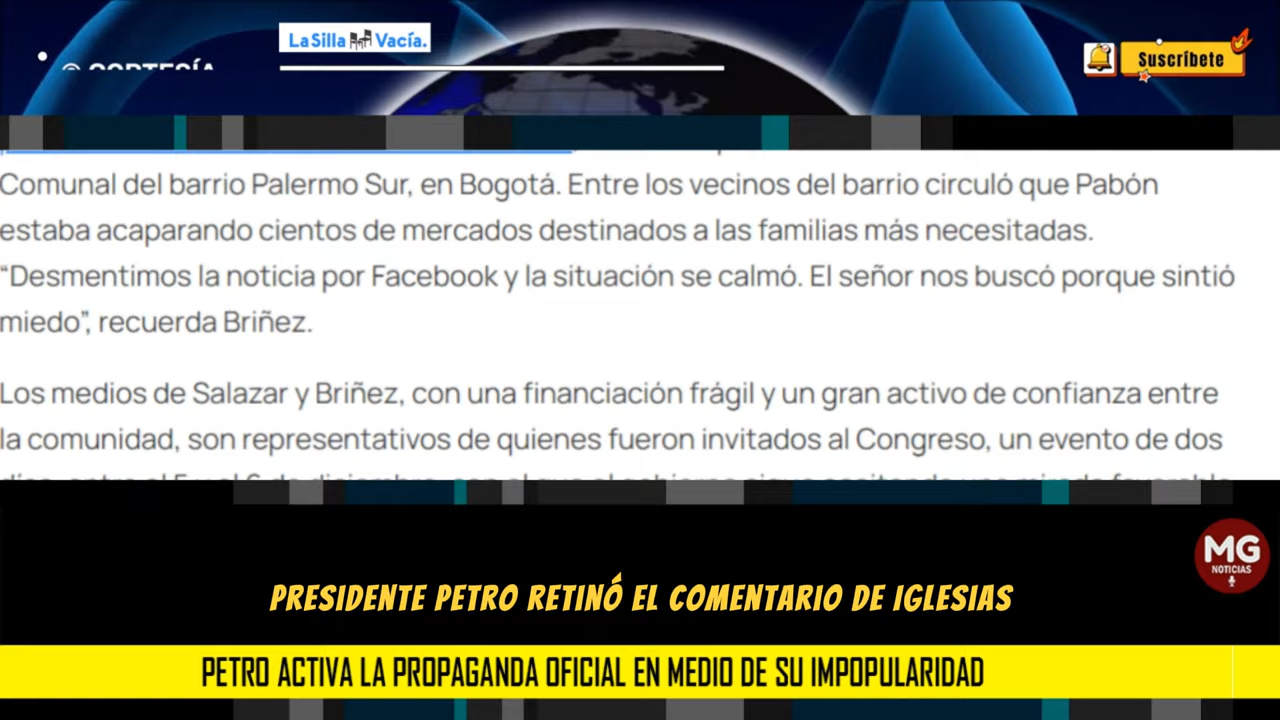 LaSilla Vacía.
© CORTESÍA
Suscríbete
Comunal del barrio Palermo Sur, en Bogotá. Entre los vecinos del barrio circuló que Pabón
estaba acaparando cientos de mercados destinados a las familias más necesitadas.
“Desmentimos la noticia por Facebook y la situación se calmó. El señor nos buscó porque sintió
miedo”, recuerda Briñez.
Los medios de Salazar y Briñez, con una financiación frágil y un gran activo de confianza entre
la comunidad, son representativos de quienes fueron invitados al Congreso, un evento de dos
MG
NOTICIAS
PRESIDENTE PETRO RETINÓ EL COMENTARIO DE IGLESIAS
PETRO ACTIVA LA PROPAGANDA OFICIAL EN MEDIO DE SU IMPOPULARIDAD